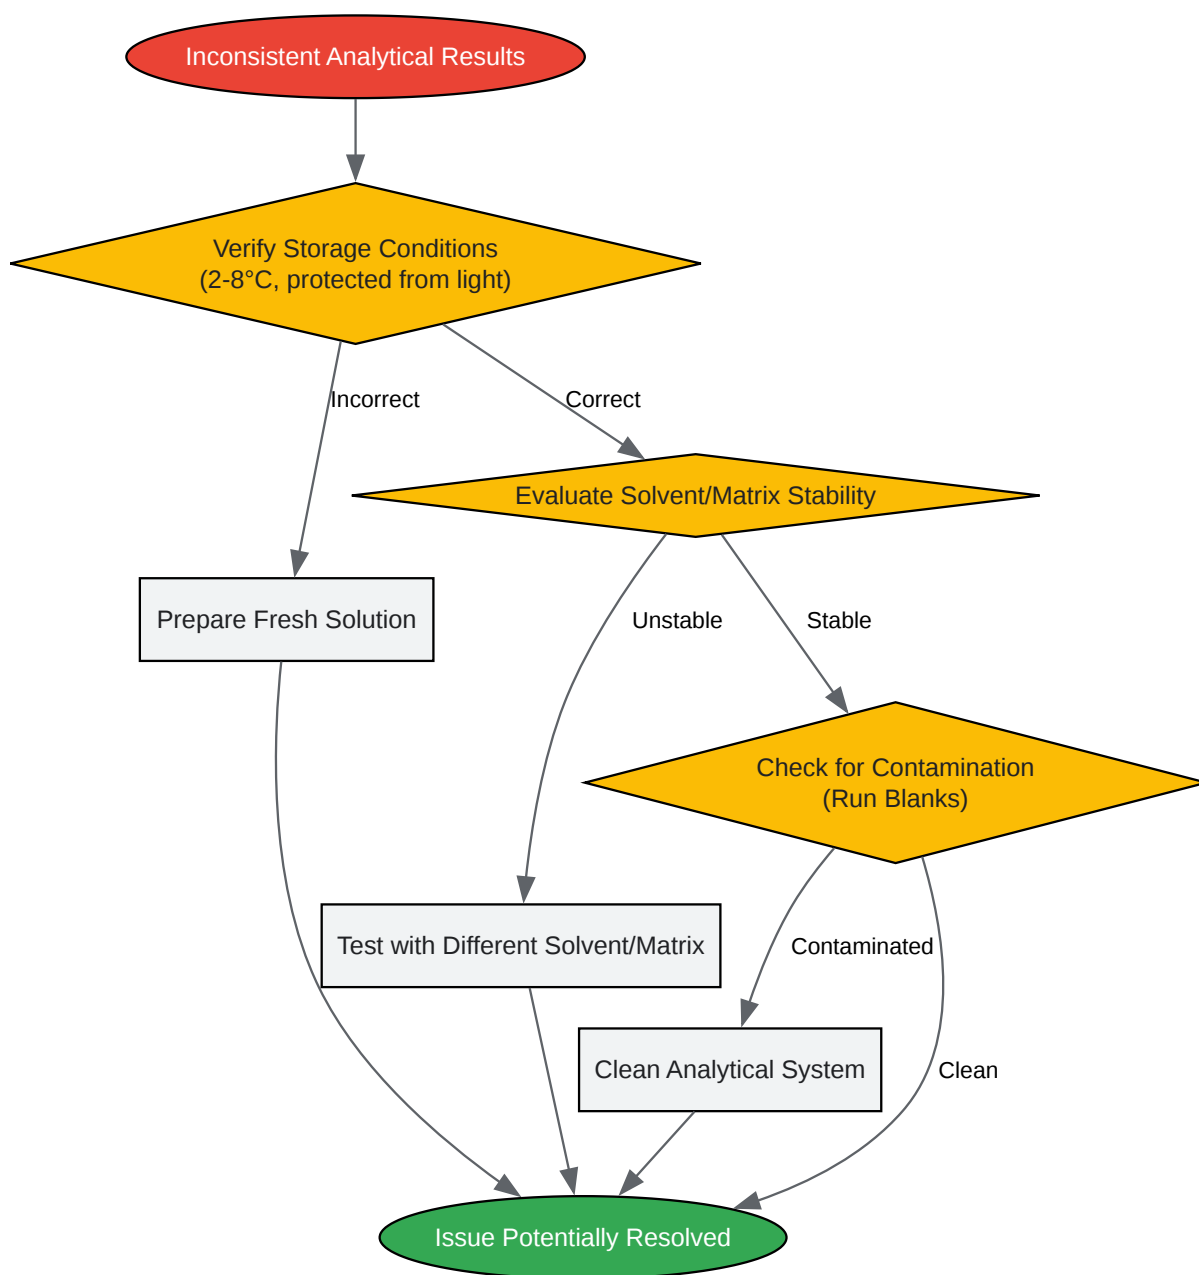 Inconsistent Analytical Results
Verify Storage Conditions
(2-8°C, protected from light)
Incorrect
Correct
Evaluate Solvent/Matrix Stability
Prepare Fresh Solution
Unstable
Stable
Check for Contamination
(Run Blanks)
Test with Different Solvent/Matrix
Contaminated
Clean Analytical System
Clean
Issue Potentially Resolved